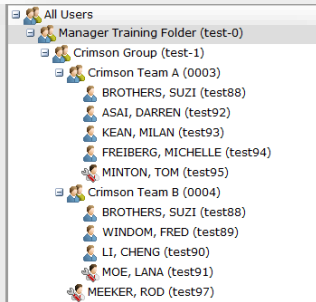 All Users
Manager Training Folder (test-0)
Crimson Group (test-1)
Crimson Team A (0003)
BROTHERS, SUZI (test88)
ASAI, DARREN (test92)
KEAN, MILAN (test93)
FREIBERG, MICHELLE (test94)
MINTON, TOM (test95)
Crimson Team B (0004)
BROTHERS, SUZI (test88)
WINDOM, FRED (test89)
LI, CHENG (test90)
MOE, LANA (test91)
MEEKER, ROD (test97)